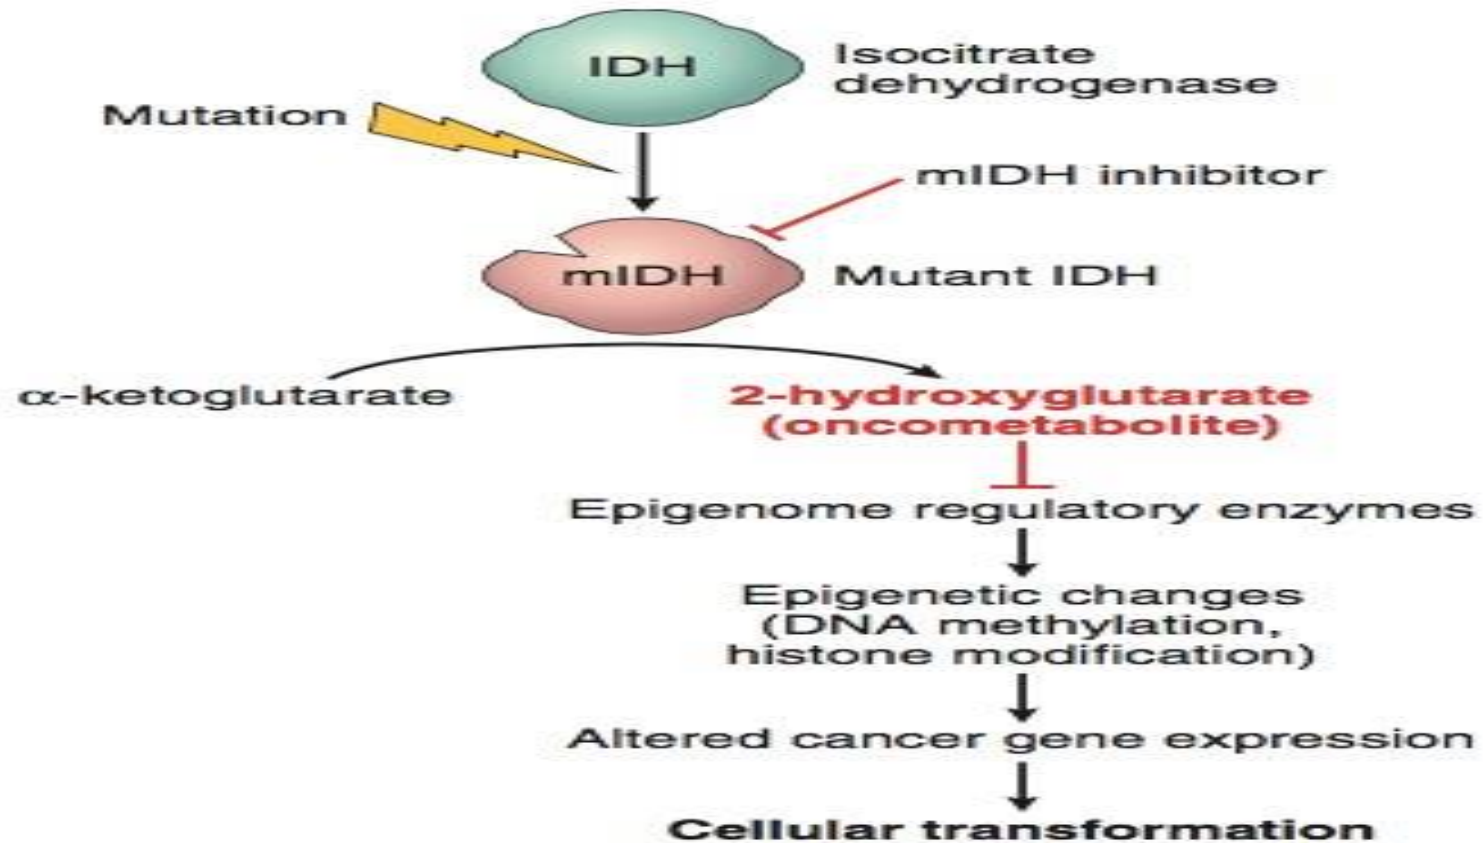 IDH
Isocitrate
dehydrogenase
Mutation
mIDH inhibitor
mIDH
Mutant IDH
α-ketoglutarate
2-hydroxyglutarate
(oncometabolite)
Epigenome regulatory enzymes
Epigenetic changes
(DNA methylation,
histone modification)
Altered cancer gene expression
Cellular transformation